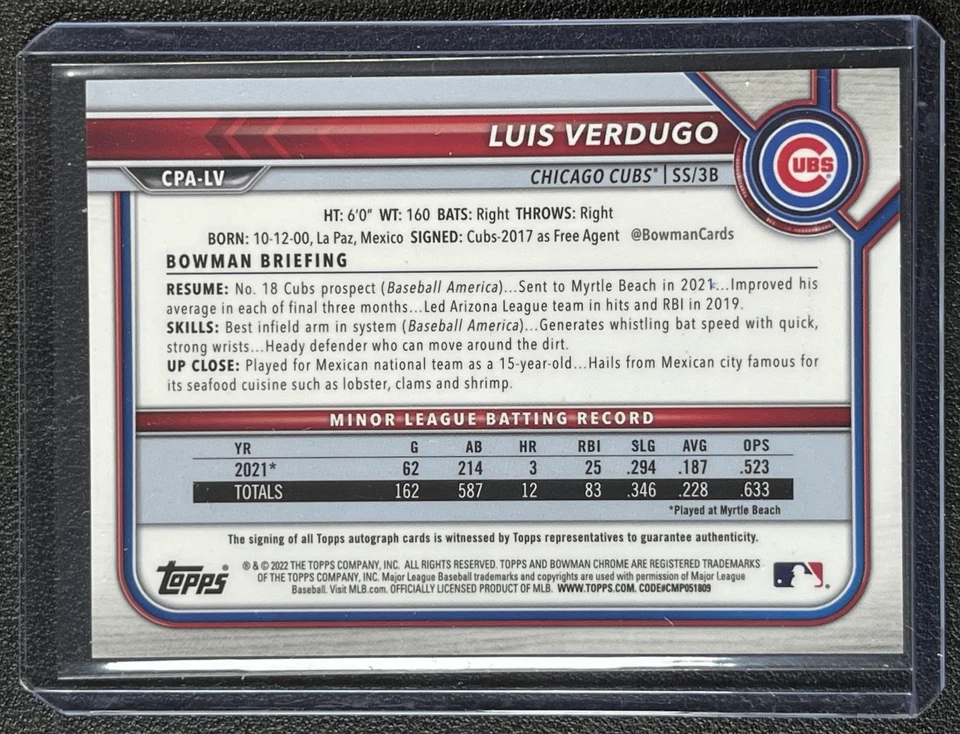 LUIS VERDUGO
CPA-LV
CHICAGO CUBS® | SS/3B
CUBS®
HT: 6'0" WT: 160 BATS: Right THROWS: Right
BORN: 10-12-00, La Paz, Mexico SIGNED: Cubs-2017 as Free Agent @BowmanCards
BOWMAN BRIEFING
RESUME: No. 18 Cubs prospect (Baseball America)...Sent to Myrtle Beach in 2021...Improved his
average in each of final three months...Led Arizona League team in hits and RBI in 2019.
SKILLS: Best infield arm in system (Baseball America)...Generates whistling bat speed with quick,
strong wrists...Heady defender who can move around the dirt.
UP CLOSE: Played for Mexican national team as a 15-year-old...Hails from Mexican city famous for
its seafood cuisine such as lobster, clams and shrimp.
MINOR LEAGUE BATTING RECORD
YR G AB HR RBI SLG AVG OPS
2021* 62 214 3 25 .294 .187 .523
TOTALS 162 587 12 83 .346 .228 .633
*Played at Myrtle Beach
The signing of all Topps autograph cards is witnessed by Topps representatives to guarantee authenticity.
Topps®
® & © 2022 THE TOPPS COMPANY, INC. ALL RIGHTS RESERVED. TOPPS AND BOWMAN CHROME ARE REGISTERED TRADEMARKS
OF THE TOPPS COMPANY, INC. Major League Baseball trademarks and copyrights are used with permission of Major League
Baseball. Visit MLB.com. OFFICIALLY LICENSED PRODUCT OF MLB. WWW.TOPPS.COM. CODE#CMP051809